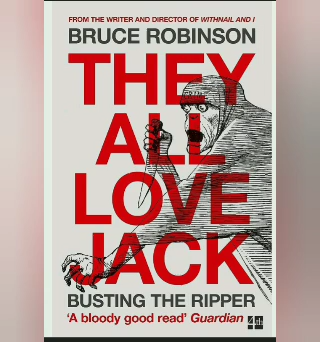 FROM THE WRITER AND DIRECTOR OF WITHNAIL AND I
BRUCE ROBINSON
THEY
ALL
LOVE
JACK
BUSTING THE RIPPER
'A bloody good read' Guardian
4th